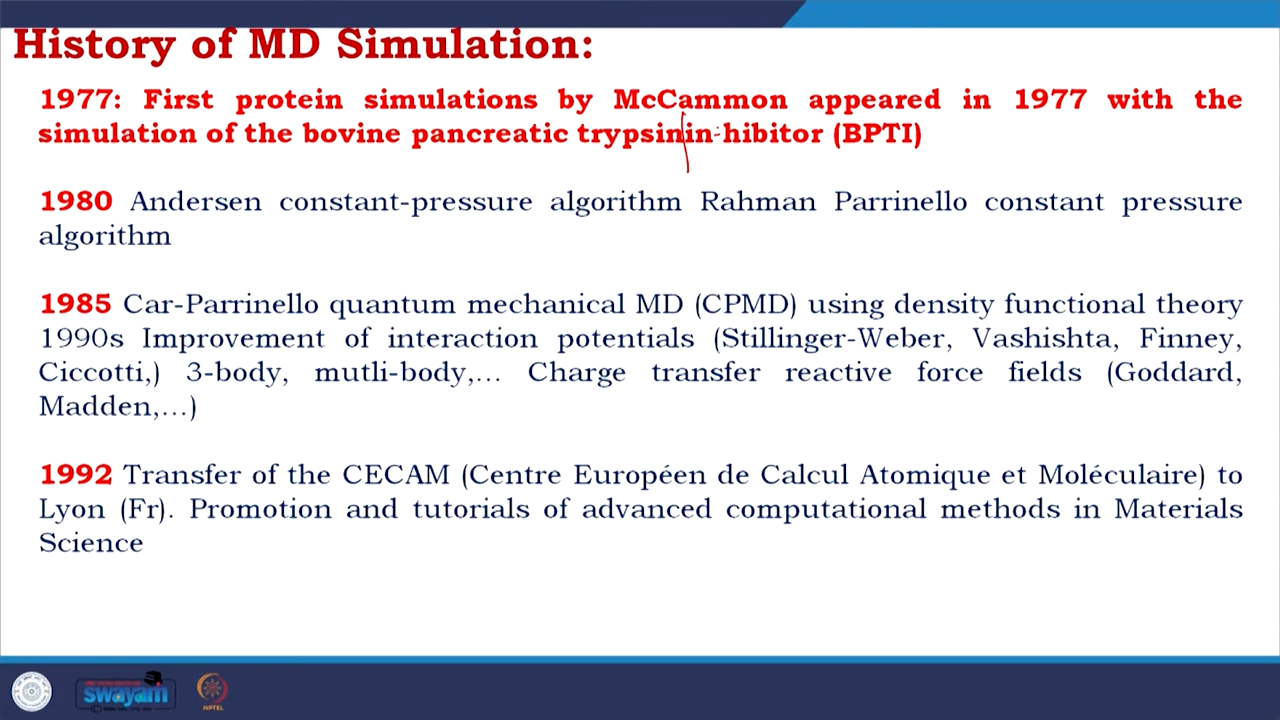 History of MD Simulation:
1977: First protein simulations by McCammon appeared in 1977 with the
simulation of the bovine pancreatic trypsinin-hibitor (BPTI)
1980 Andersen constant-pressure algorithm Rahman Parrinello constant pressure
algorithm
1985 Car-Parrinello quantum mechanical MD (CPMD) using density functional theory
1990s Improvement of interaction potentials (Stillinger-Weber, Vashishta, Finney,
Ciccotti,) 3-body, mutli-body,... Charge transfer reactive force fields (Goddard,
Madden,...)
1992 Transfer of the CECAM (Centre Européen de Calcul Atomique et Moléculaire) to
Lyon (Fr). Promotion and tutorials of advanced computational methods in Materials
Science
swayam
NPTEL